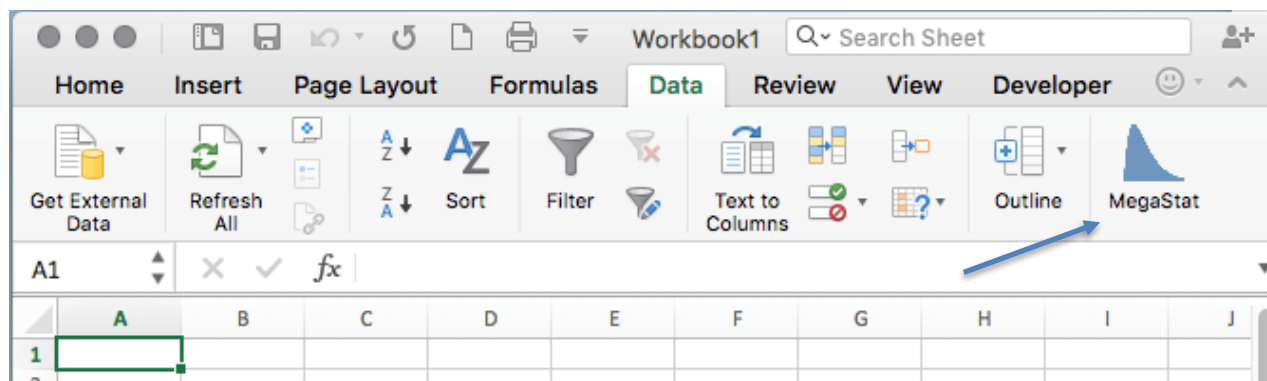 Workbook1 Search Sheet
Home Insert Page Layout Formulas Data Review View Developer
A
Z
Z
A
AZ
Get External
Data
Refresh
All
Sort
Filter
Text to
Columns
?
Outline
MegaStat
A1 fx
A B C D E F G H I J
1